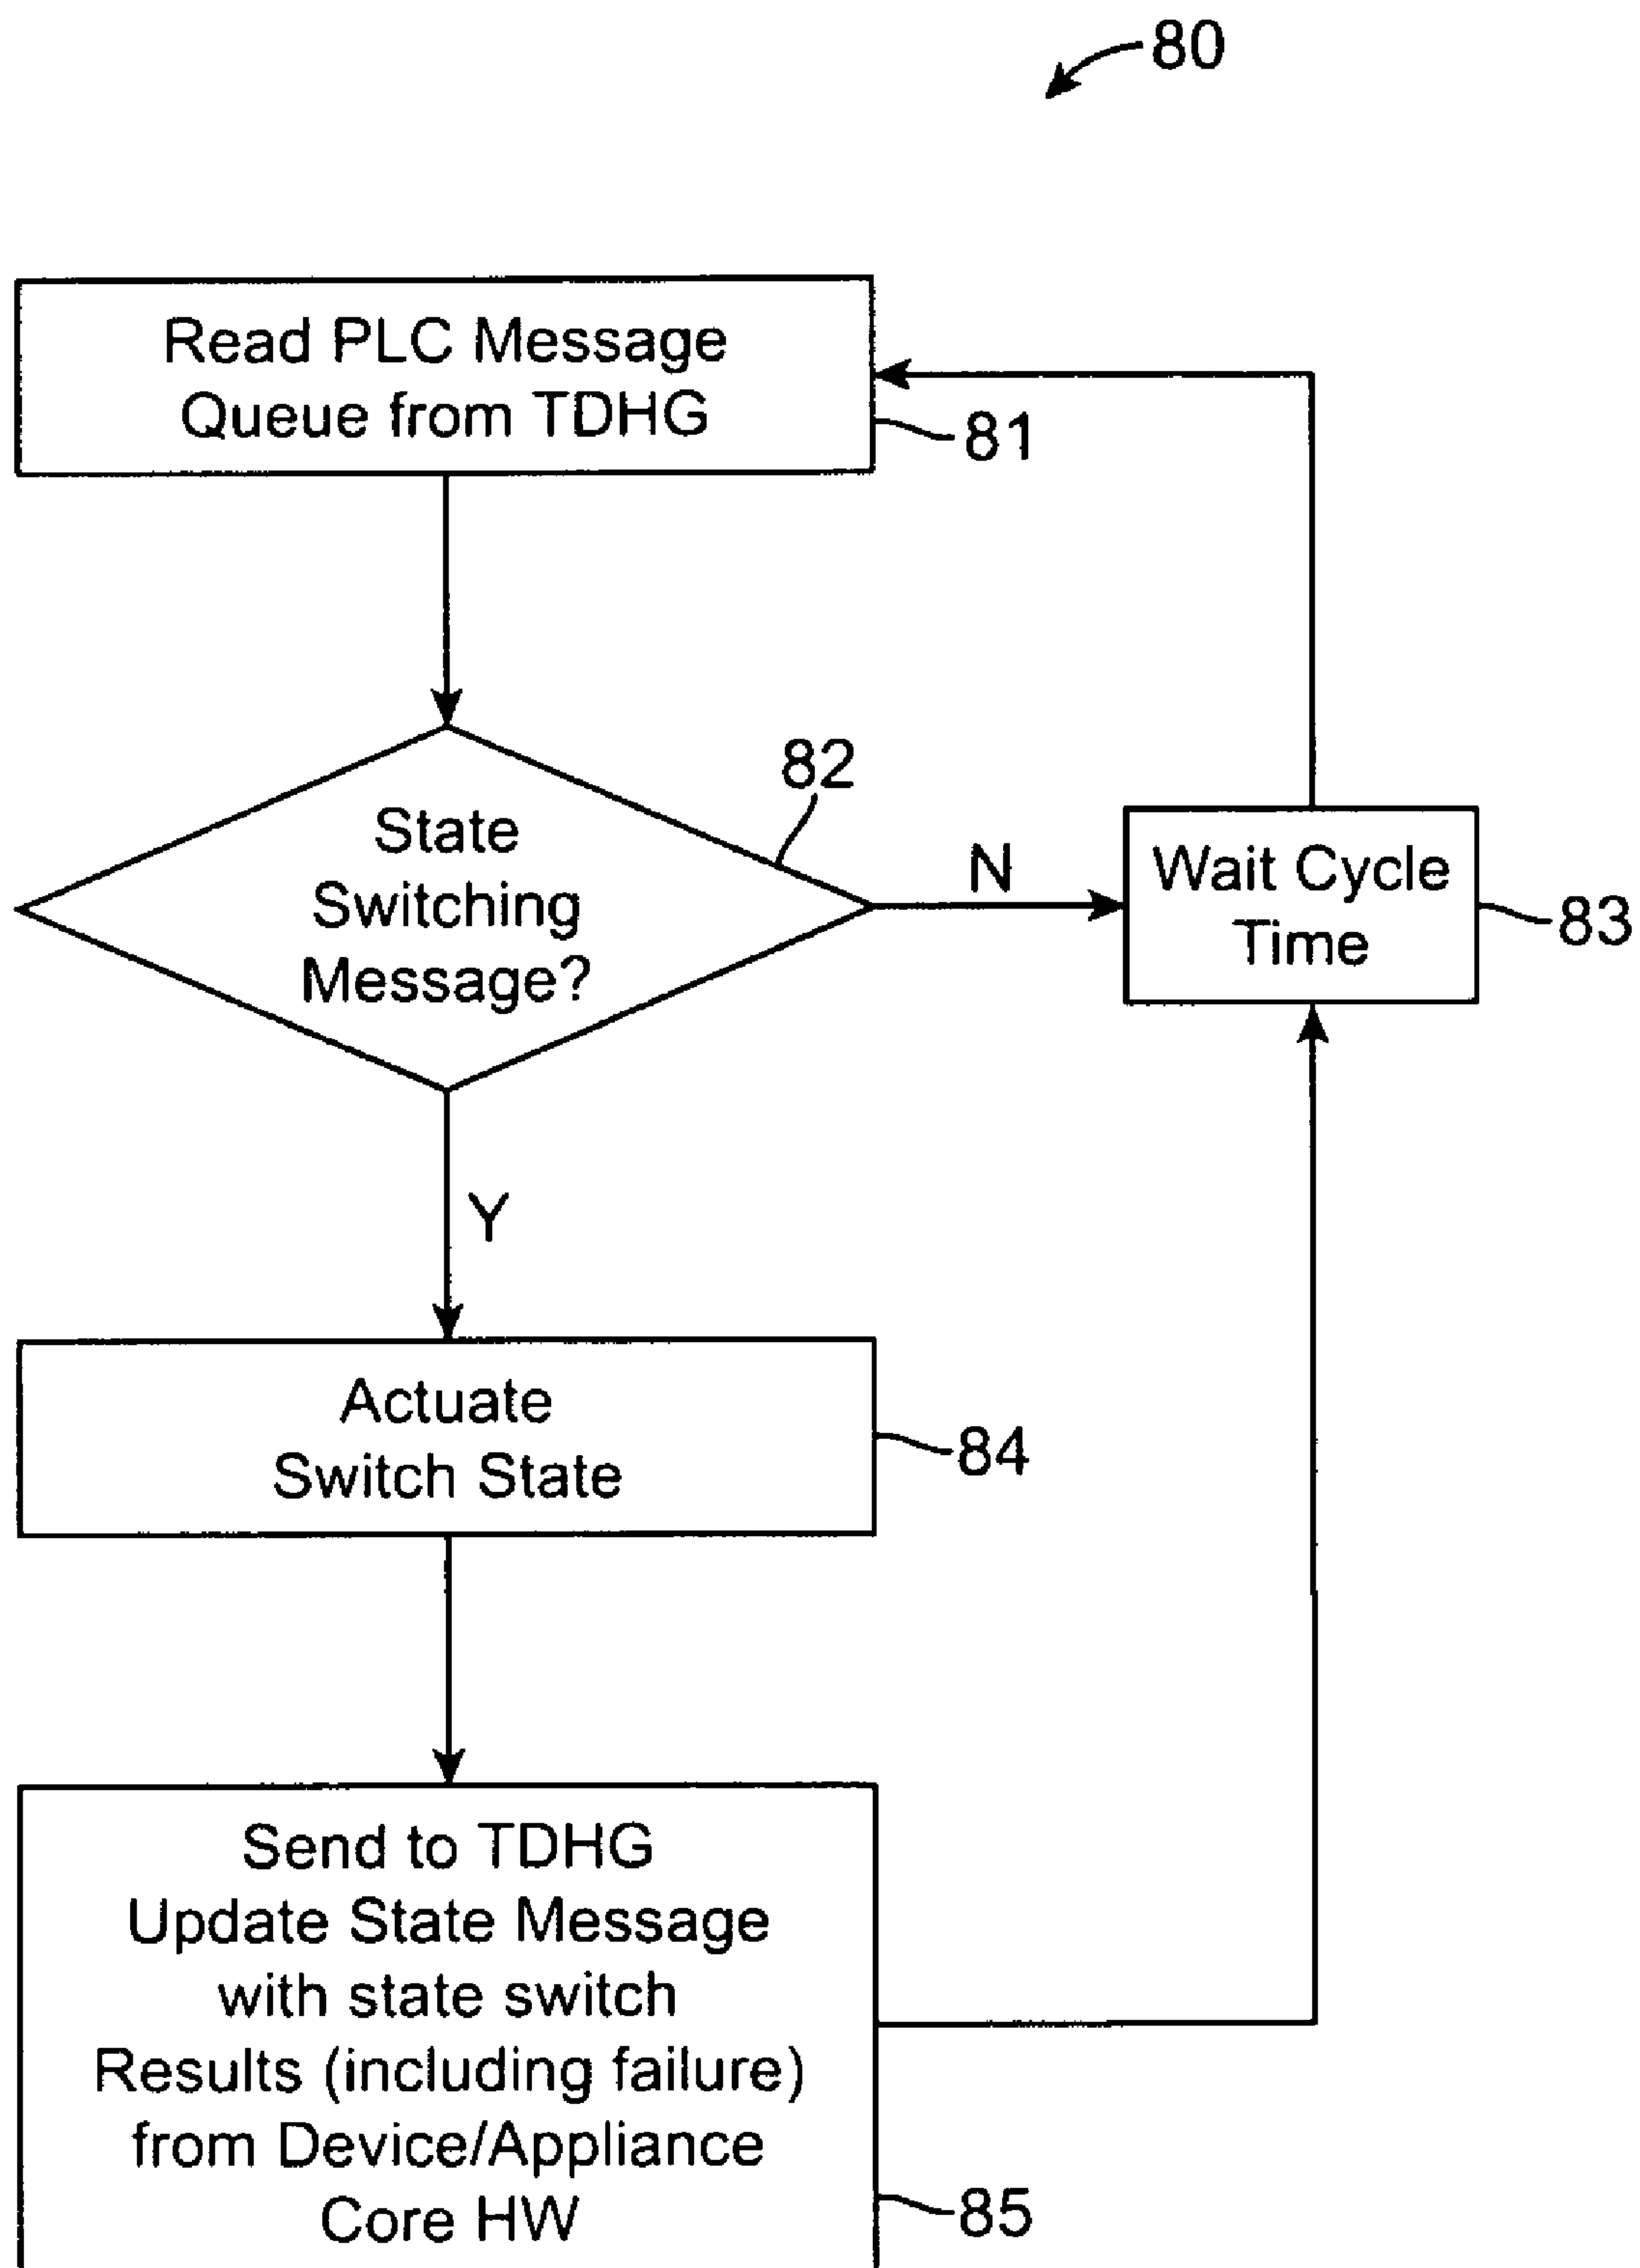 80
Read PLC Message
Queue from TDHG
81
State
Switching
Message?
82
N
Wait Cycle
Time
83
Y
Actuate
Switch State
84
Send to TDHG
Update State Message
with state switch
Results (including failure)
from Device/Appliance
Core HW
85